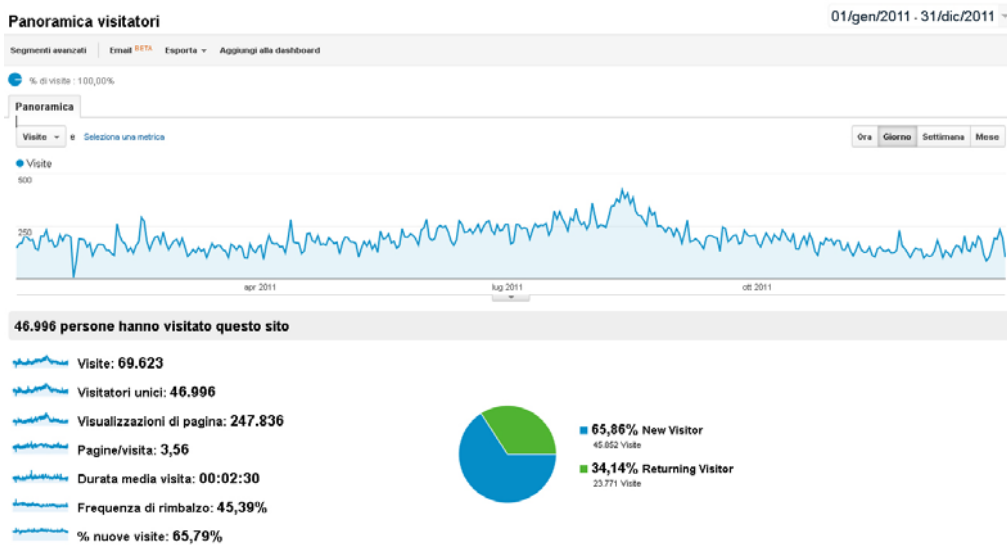 Panoramica visitatori
01/gen/2011 - 31/dic/2011
Segmenti avanzati Email BETA Esporta Aggiungi alla dashboard
% di visite : 100,00%
Panoramica
Visite e Seleziona una metrica
Ora Giorno Settimana Mese
Visite
500
250
apr 2011 lug 2011 ott 2011
46.996 persone hanno visitato questo sito
Visite: 69.623
Visitatori unici: 46.996
Visualizzazioni di pagina: 247.836
Pagine/visita: 3,56
Durata media visita: 00:02:30
Frequenza di rimbalzo: 45,39%
% nuove visite: 65,79%
65,86% New Visitor
45.852 Visite
34,14% Returning Visitor
23.771 Visite